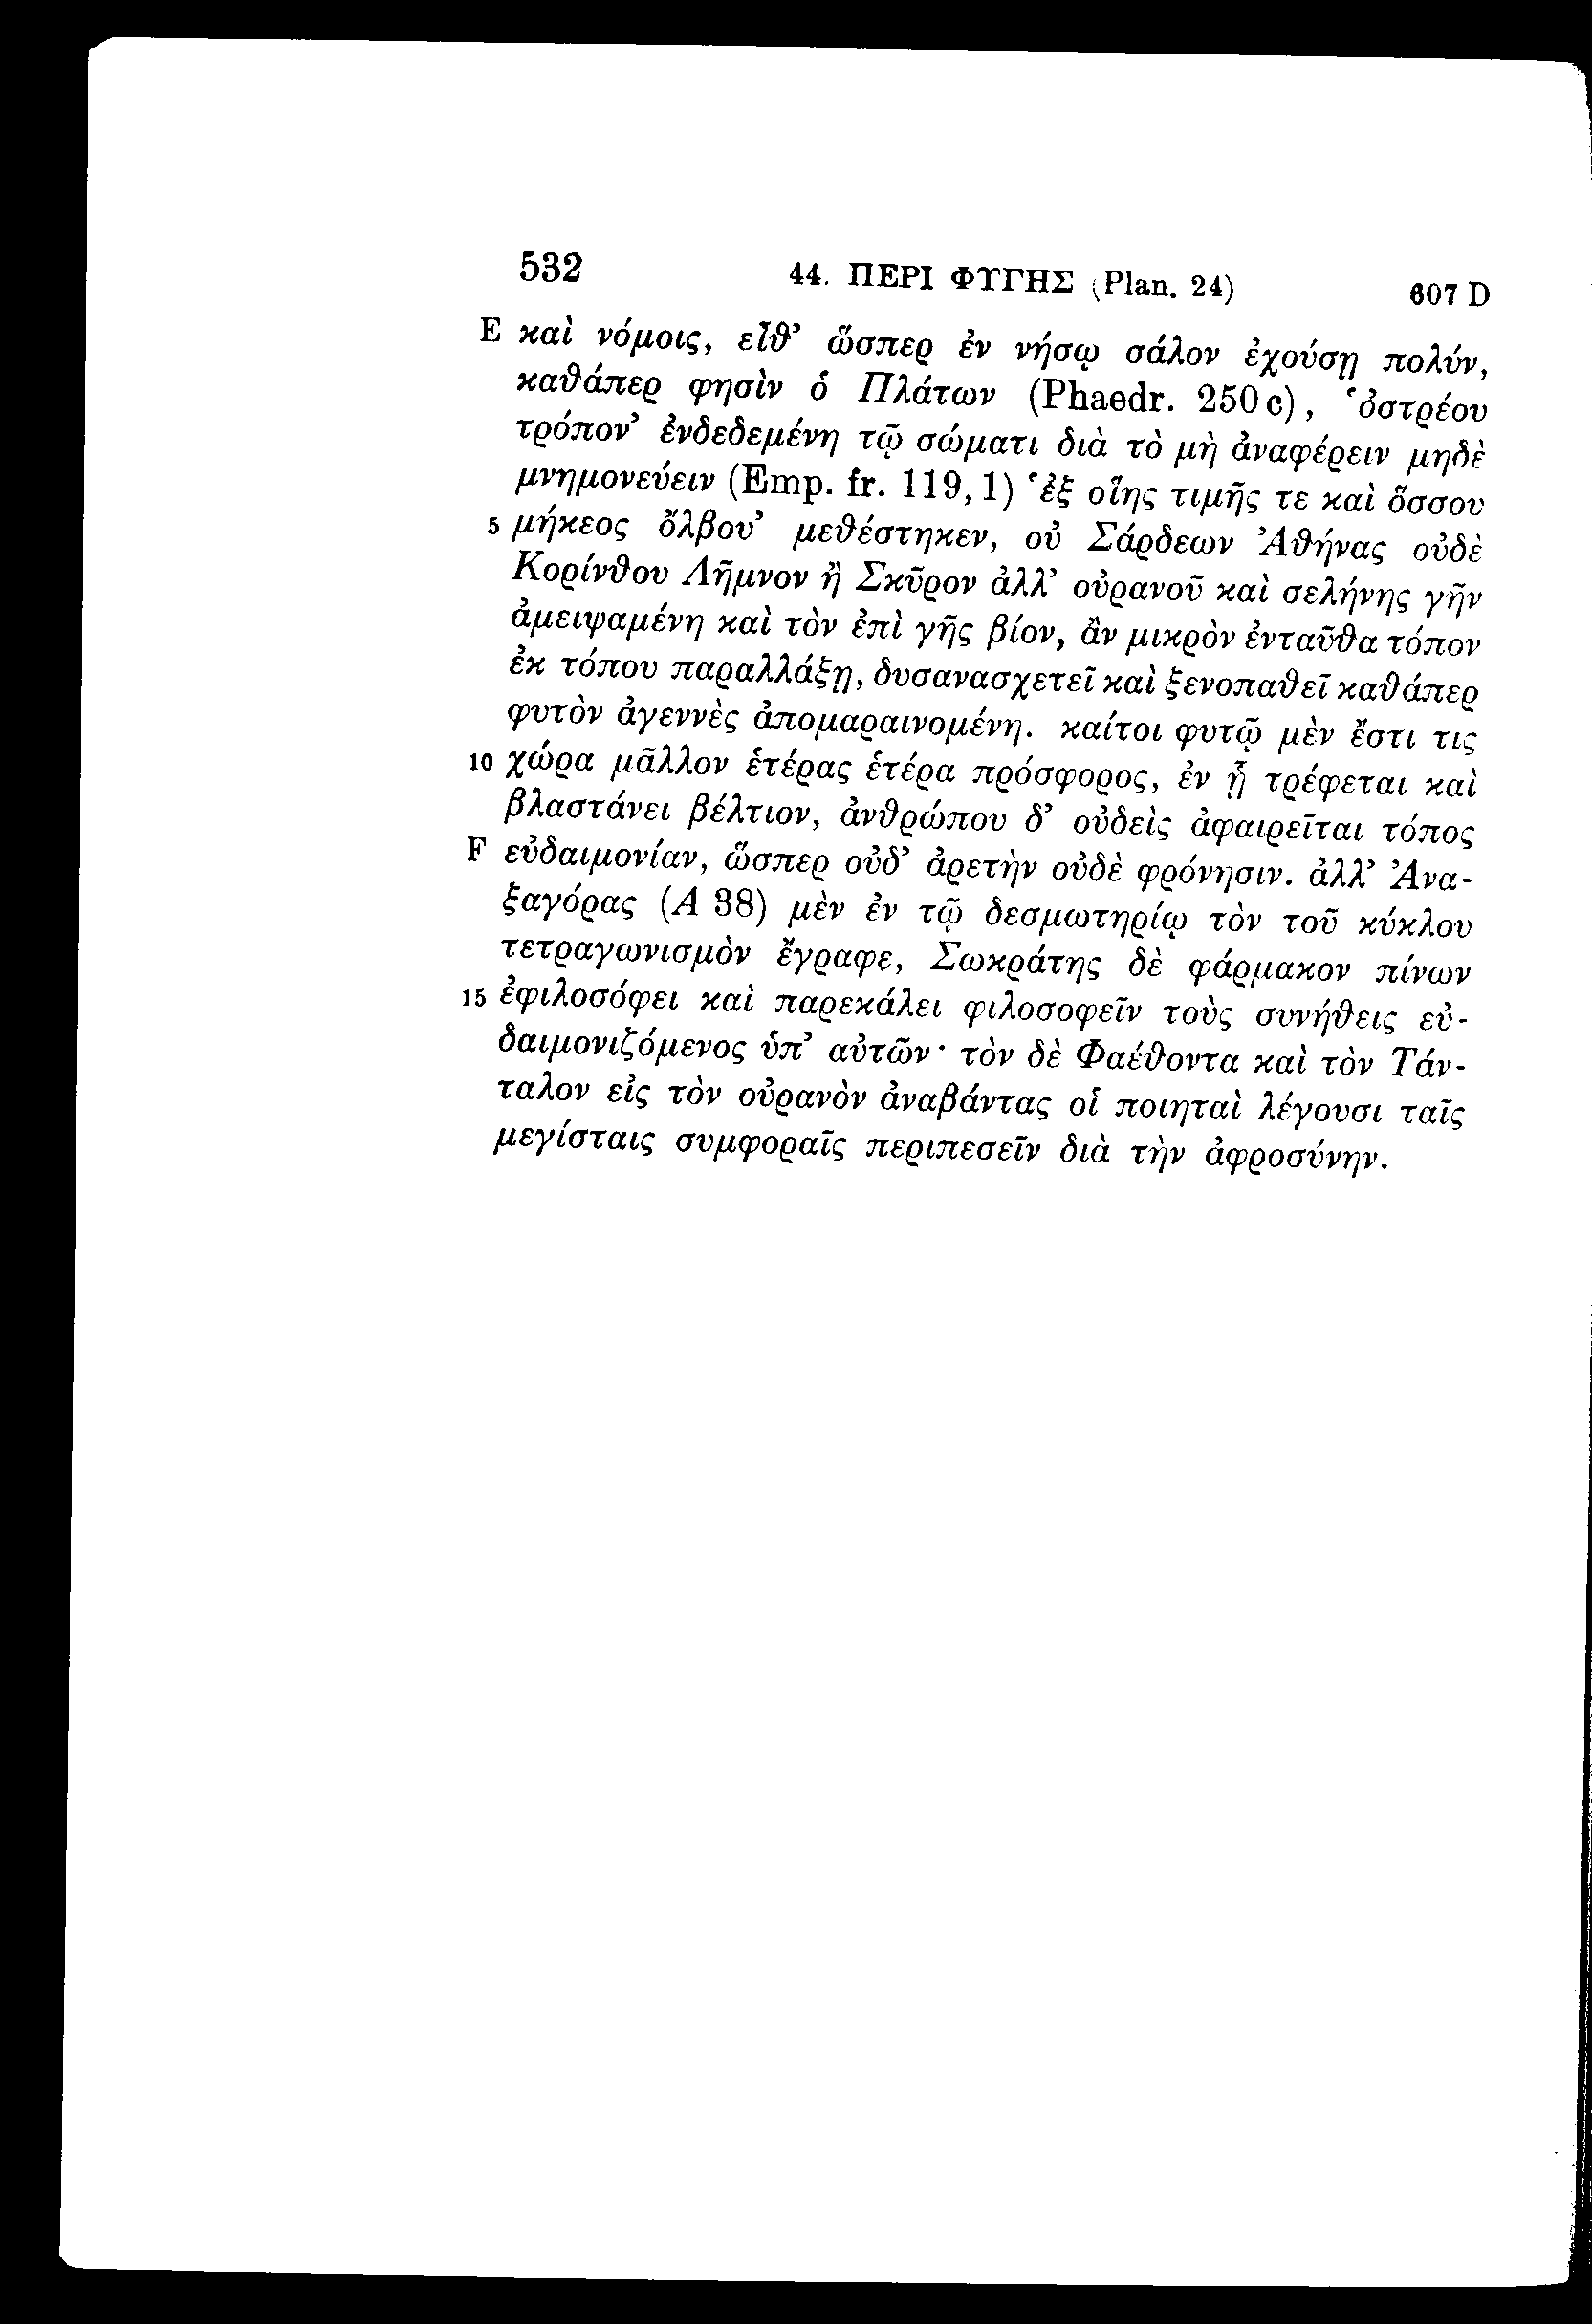 532 44. ΠΕΡΙ ΦΥΓΗΣ (Plan. 24) 607 D
E καὶ νόμοις, εἶθ’ ὥσπερ ἐν νήσῳ σάλον ἐχούσῃ πολύν,
καθάπερ φησὶν ὁ Πλάτων (Phaedr. 250 c), ‘ὀστρέου
τρόπον’ ἐνδεδεμένη τῷ σώματι διὰ τὸ μὴ ἀναφέρειν μηδὲ
μνημονεύειν (Emp. fr. 119, 1) ‘ἐξ οἵης τιμῆς τε καὶ ὅσσου
5 μήκεος ὄλβου’ μεθέστηκεν, οὐ Σάρδεων Ἀθήνας οὐδὲ
Κορίνθου Λῆμνον ἢ Σκῦρον ἀλλ’ οὐρανοῦ καὶ σελήνης γῆν
ἀμειψαμένη καὶ τὸν ἐπὶ γῆς βίον, ἂν μικρὸν ἐνταῦθα τόπον
ἐκ τόπου παραλλάξῃ, δυσανασχετεῖ καὶ ξενοπαθεῖ καθάπερ
φυτὸν ἀγεννὲς ἀπομαραινομένη. καίτοι φυτῷ μὲν ἔστι τις
10 χώρα μᾶλλον ἑτέρας ἑτέρα πρόσφορος, ἐν ᾗ τρέφεται καὶ
βλαστάνει βέλτιον, ἀνθρώπου δ’ οὐδεὶς ἀφαιρεῖται τόπος
F εὐδαιμονίαν, ὥσπερ οὐδ’ ἀρετὴν οὐδὲ φρόνησιν. ἀλλ’ Ἀνα-
ξαγόρας (A 38) μὲν ἐν τῷ δεσμωτηρίῳ τὸν τοῦ κύκλου
τετραγωνισμὸν ἔγραφε, Σωκράτης δὲ φάρμακον πίνων
15 ἐφιλοσόφει καὶ παρεκάλει φιλοσοφεῖν τοὺς συνήθεις εὐ-
δαιμονιζόμενος ὑπ’ αὐτῶν· τὸν δὲ Φαέθοντα καὶ τὸν Τάν-
ταλον εἰς τὸν οὐρανὸν ἀναβάντας οἱ ποιηταὶ λέγουσι ταῖς
μεγίσταις συμφοραῖς περιπεσεῖν διὰ τὴν ἀφροσύνην.